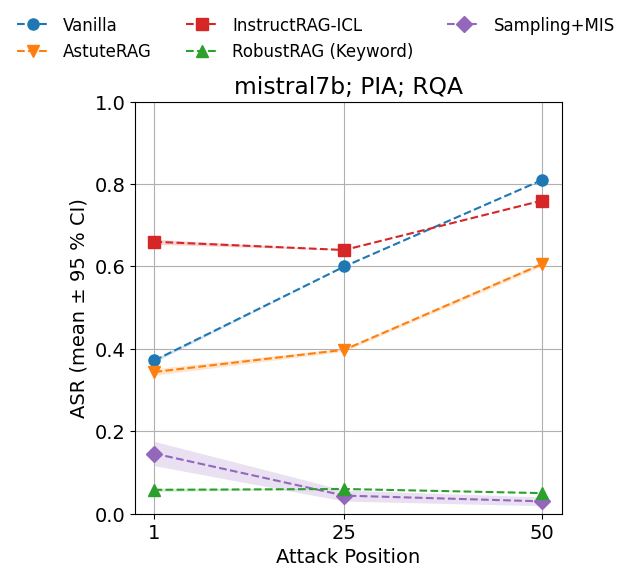 Vanilla
AstuteRAG
InstructRAG-ICL
RobustRAG (Keyword)
Sampling+MIS
mistral7b; PIA; RQA
ASR (mean ± 95 % CI)
1.0
0.8
0.6
0.4
0.2
0.0
1 25 50
Attack Position